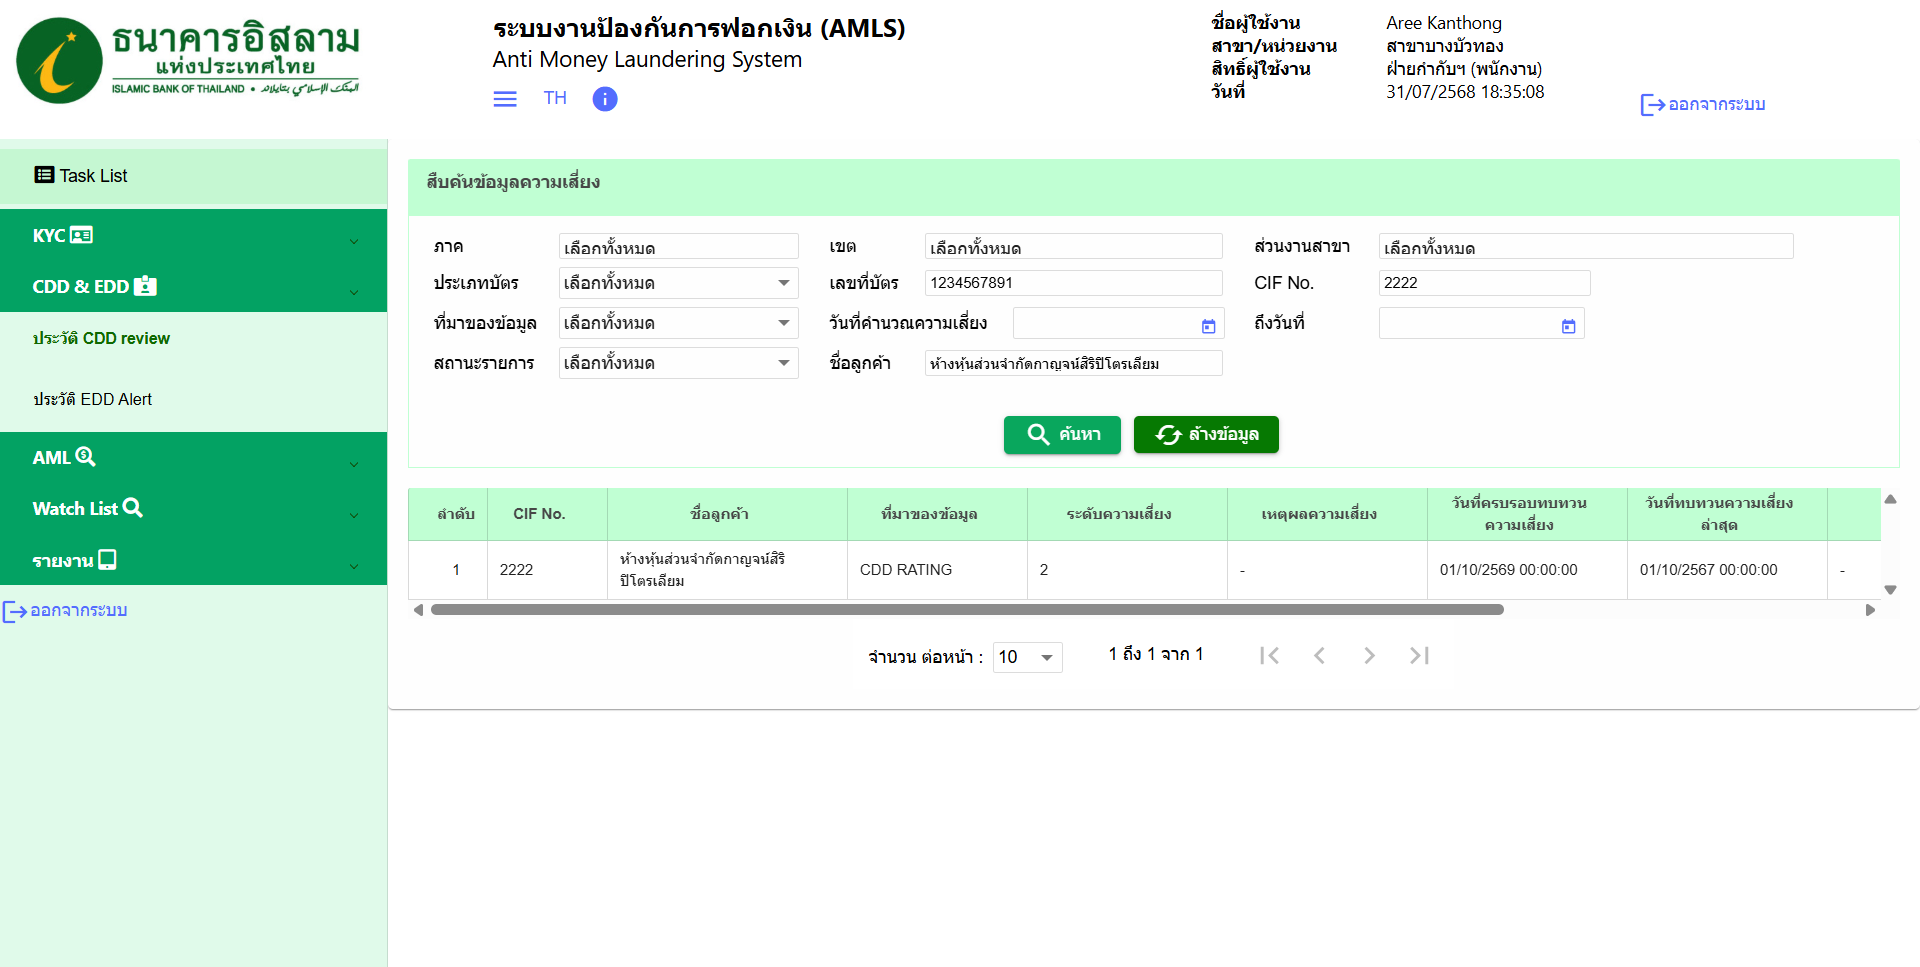 ธนาคารอิสลาม
แห่งประเทศไทย
ISLAMIC BANK OF THAILAND •
ระบบงานป้องกันการฟอกเงิน (AMLS)
Anti Money Laundering System
TH
ชื่อผู้ใช้งาน Aree Kanthong
สาขา/หน่วยงาน สาขาบางบัวทอง
สิทธิ์ผู้ใช้งาน ฝ่ายกำกับฯ (พนักงาน)
วันที่ 31/07/2568 18:35:08
ออกจากระบบ
Task List
KYC
CDD & EDD
ประวัติ CDD review
ประวัติ EDD Alert
AML
Watch List
รายงาน
ออกจากระบบ
สืบค้นข้อมูลความเสี่ยง
ภาค เลือกทั้งหมด เขต เลือกทั้งหมด ส่วนงานสาขา เลือกทั้งหมด
ประเภทบัตร เลือกทั้งหมด เลขที่บัตร 1234567891 CIF No. 2222
ที่มาของข้อมูล เลือกทั้งหมด วันที่คำนวณความเสี่ยง ถึงวันที่
สถานะรายการ เลือกทั้งหมด ชื่อลูกค้า ห้างหุ้นส่วนจำกัดกาญจน์สิริปิโตรเลียม
ค้นหา ล้างข้อมูล
ลำดับ CIF No. ชื่อลูกค้า ที่มาของข้อมูล ระดับความเสี่ยง เหตุผลความเสี่ยง วันที่ครบรอบทบทวน วันที่ทบทวนความเสี่ยง
ความเสี่ยง ล่าสุด
1 2222 ห้างหุ้นส่วนจำกัดกาญจน์สิริ CDD RATING 2 - 01/10/2569 00:00:00 01/10/2567 00:00:00 -
ปิโตรเลียม
จำนวน ต่อหน้า : 10 1 ถึง 1 จาก 1